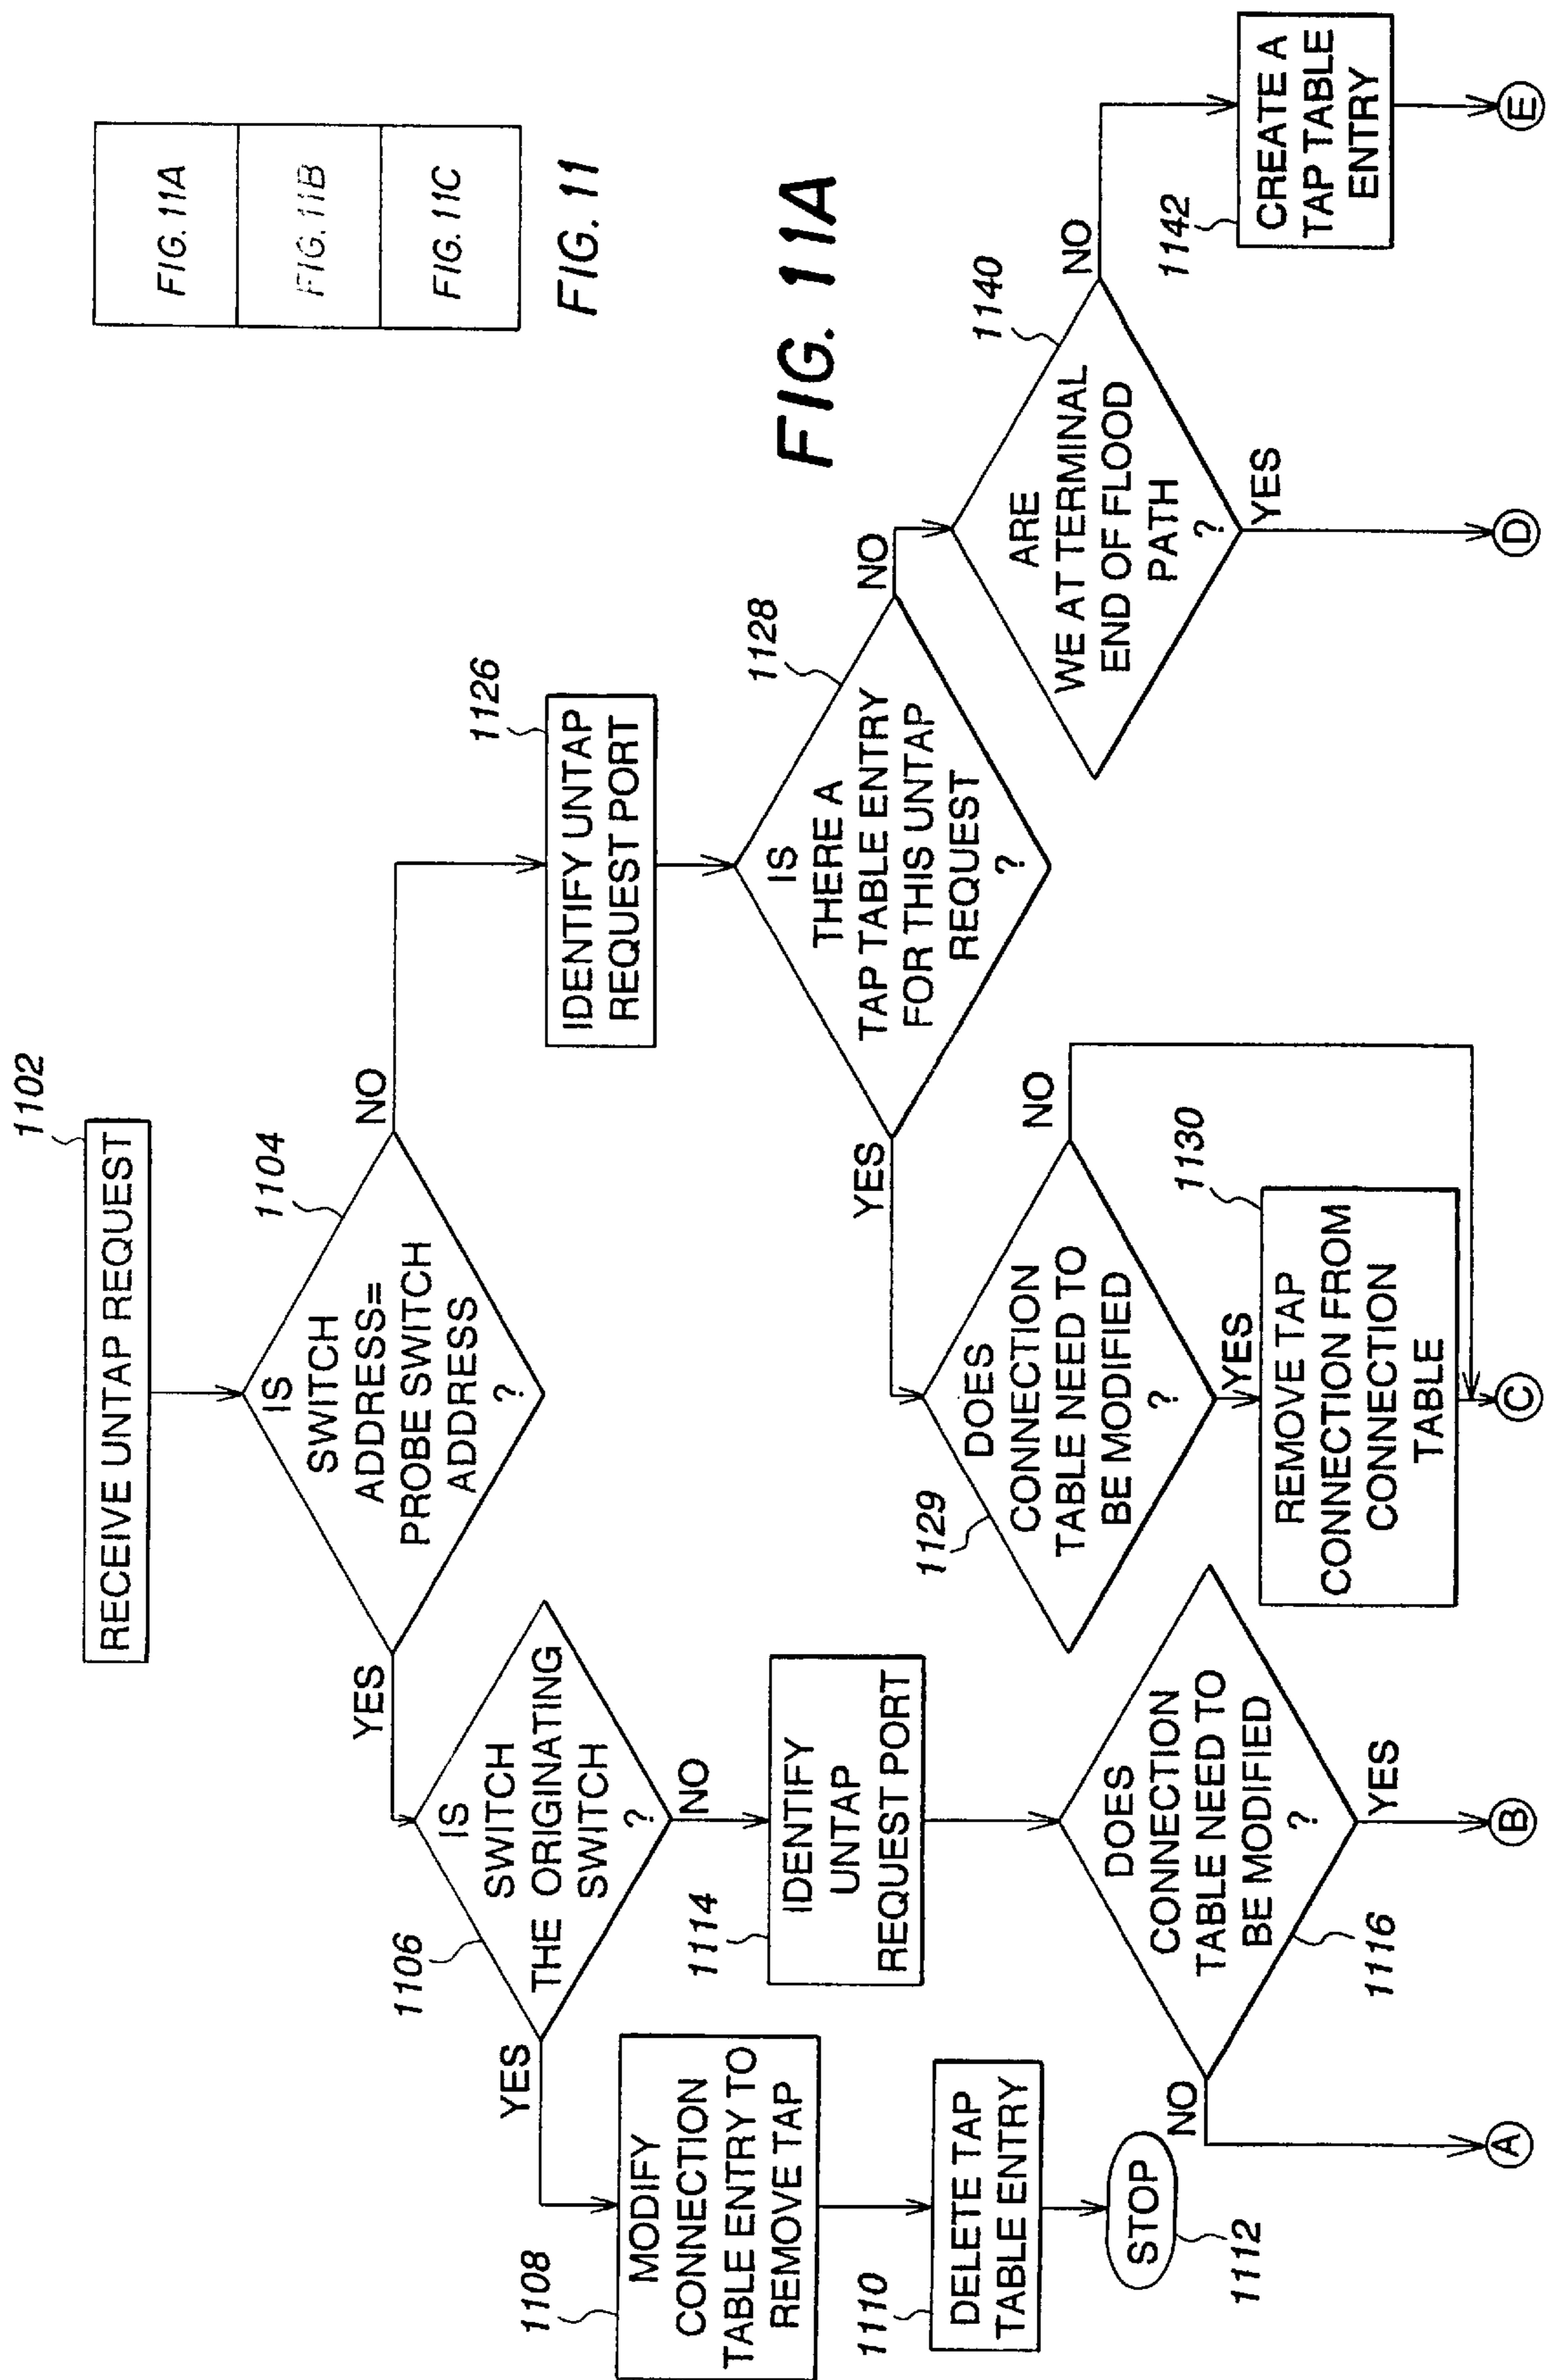 1102
RECEIVE UNTAP REQUEST
1104
IS
SWITCH
ADDRESS=
PROBE SWITCH
ADDRESS
?
YES
NO
1106
IS
SWITCH
THE ORIGINATING
SWITCH
?
YES
NO
1108
MODIFY
CONNECTION
TABLE ENTRY TO
REMOVE TAP
1110
DELETE TAP
TABLE ENTRY
STOP
1112
1114
IDENTIFY
UNTAP
REQUEST PORT
DOES
CONNECTION
TABLE NEED TO
BE MODIFIED
?
1116
NO
YES
A
B
1126
IDENTIFY UNTAP
REQUEST PORT
1128
IS
THERE A
TAP TABLE ENTRY
FOR THIS UNTAP
REQUEST
?
YES
NO
1129
DOES
CONNECTION
TABLE NEED TO
BE MODIFIED
?
NO
YES
1130
REMOVE TAP
CONNECTION FROM
CONNECTION
TABLE
C
1140
ARE
WE AT TERMINAL
END OF FLOOD
PATH
?
NO
YES
D
1142
CREATE A
TAP TABLE
ENTRY
E
FIG. 11A
FIG. 11B
FIG. 11C
FIG. 11
FIG. 11A